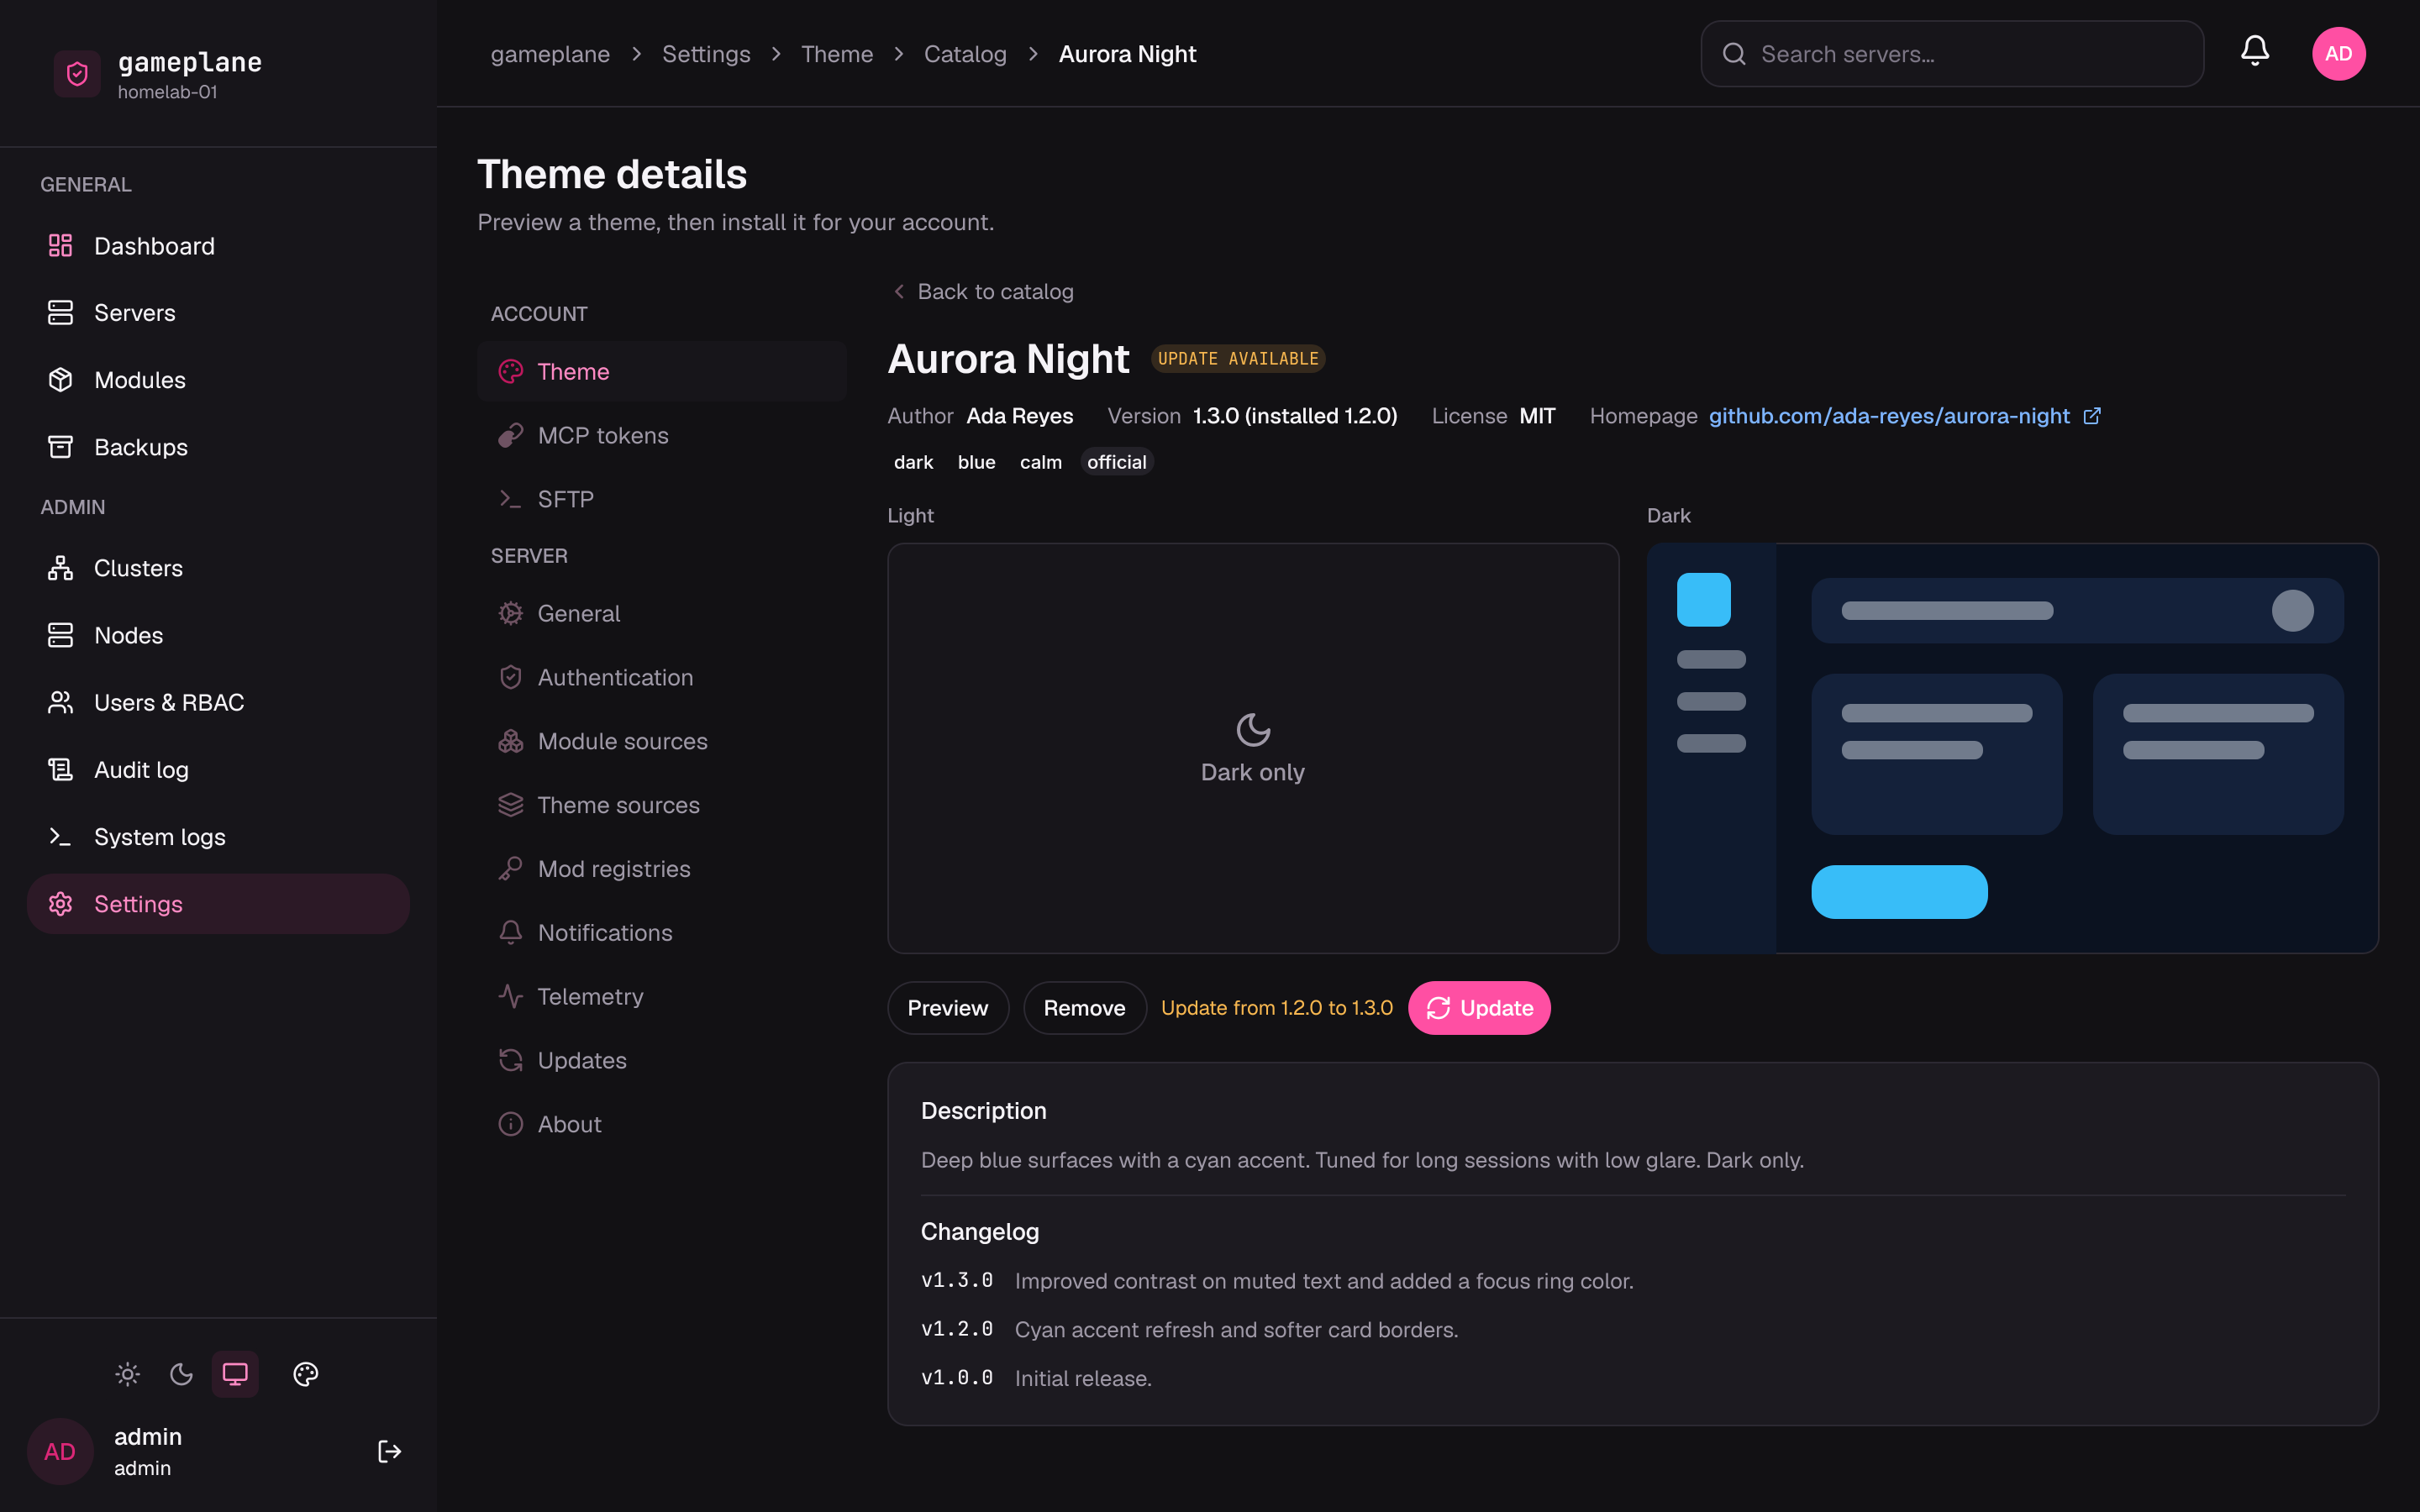 gameplane
homelab-01
GENERAL
Dashboard
Servers
Modules
Backups
ADMIN
Clusters
Nodes
Users & RBAC
Audit log
System logs
Settings
admin
admin
AD
gameplane > Settings > Theme > Catalog > Aurora Night
Search servers...
AD
Theme details
Preview a theme, then install it for your account.
ACCOUNT
Theme
MCP tokens
SFTP
SERVER
General
Authentication
Module sources
Theme sources
Mod registries
Notifications
Telemetry
Updates
About
Back to catalog
Aurora Night UPDATE AVAILABLE
Author Ada Reyes Version 1.3.0 (installed 1.2.0) License MIT Homepage github.com/ada-reyes/aurora-night
dark blue calm official
Light
Dark only
Dark
Preview Remove Update from 1.2.0 to 1.3.0 Update
Description
Deep blue surfaces with a cyan accent. Tuned for long sessions with low glare. Dark only.
Changelog
v1.3.0 Improved contrast on muted text and added a focus ring color.
v1.2.0 Cyan accent refresh and softer card borders.
v1.0.0 Initial release.